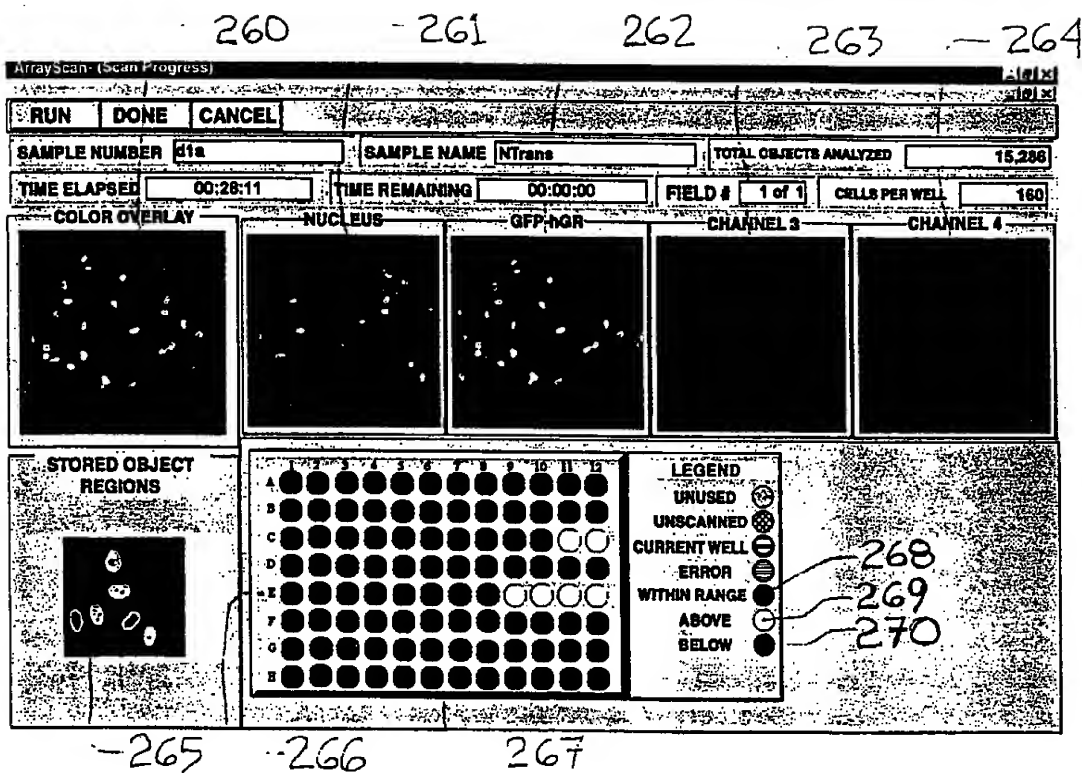 260 261 262 263 264
ArrayScan- (Scan Progress)
RUN DONE CANCEL
SAMPLE NUMBER d1a SAMPLE NAME NTrans TOTAL OBJECTS ANALYZED 15,286
TIME ELAPSED 00:28:11 TIME REMAINING 00:00:00 FIELD # 1 of 1 CELLS PER WELL 160
COLOR OVERLAY NUCLEUS GFP-hGR CHANNEL 3 CHANNEL 4
STORED OBJECT
REGIONS
1 2 3 4 5 6 7 8 9 10 11 12
A
B
C
D
E
F
G
H
LEGEND
UNUSED
UNSCANNED
CURRENT WELL
ERROR
WITHIN RANGE
ABOVE
BELOW
268
269
270
265 266 267